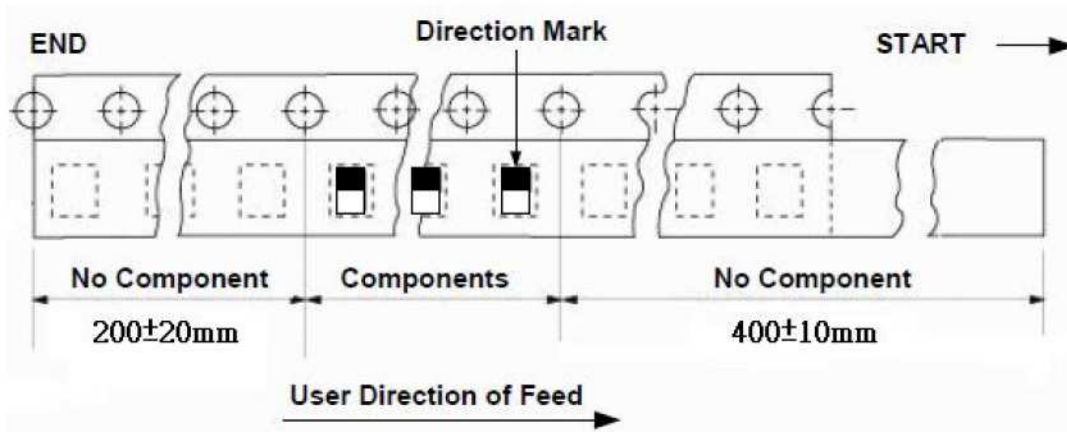 Direction Mark
END
START
No Component
Components
No Component
200±20mm
400±10mm
User Direction of Feed